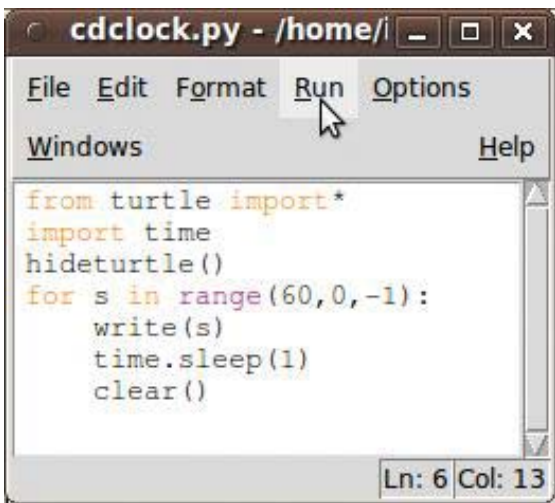 cdclock.py - /home/i
File Edit Format Run Options
Windows Help
from turtle import*
import time
hideturtle()
for s in range(60,0,-1):
    write(s)
    time.sleep(1)
    clear()
Ln: 6 Col: 13